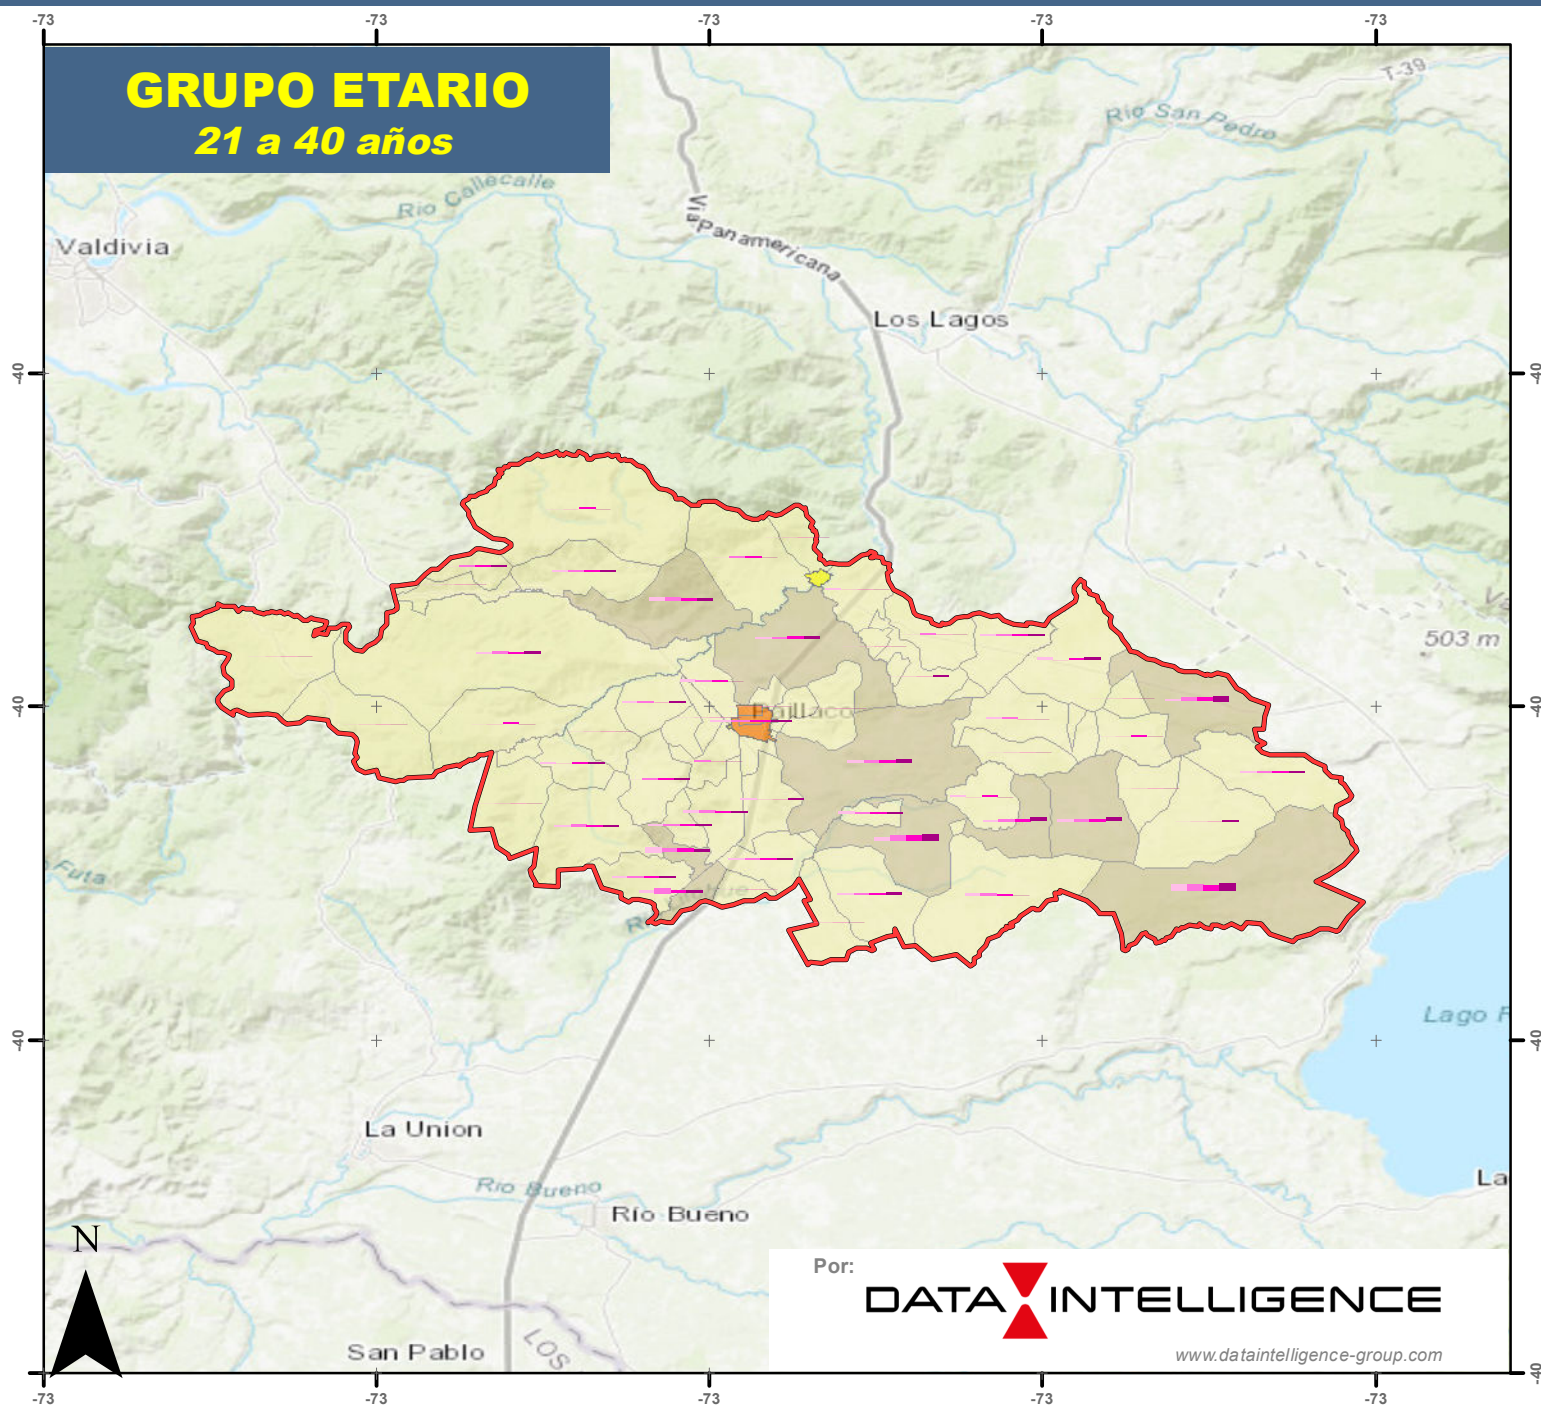 -73 -73 -73 -73 -73
GRUPO ETARIO
21 a 40 años
T-39
Rio San Pedro
Rio Callecalle
Valdivia
Via Panamericana
Los Lagos
-40 -40
503 m
Paillaco
-40 -40
Futa
Lago
-40 -40
La Union
Rio Bueno
La
Río Bueno
N
Por:
DATA INTELLIGENCE
San Pablo
LOS
www.dataintelligence-group.com
-40
-73 -73 -73 -73 -73